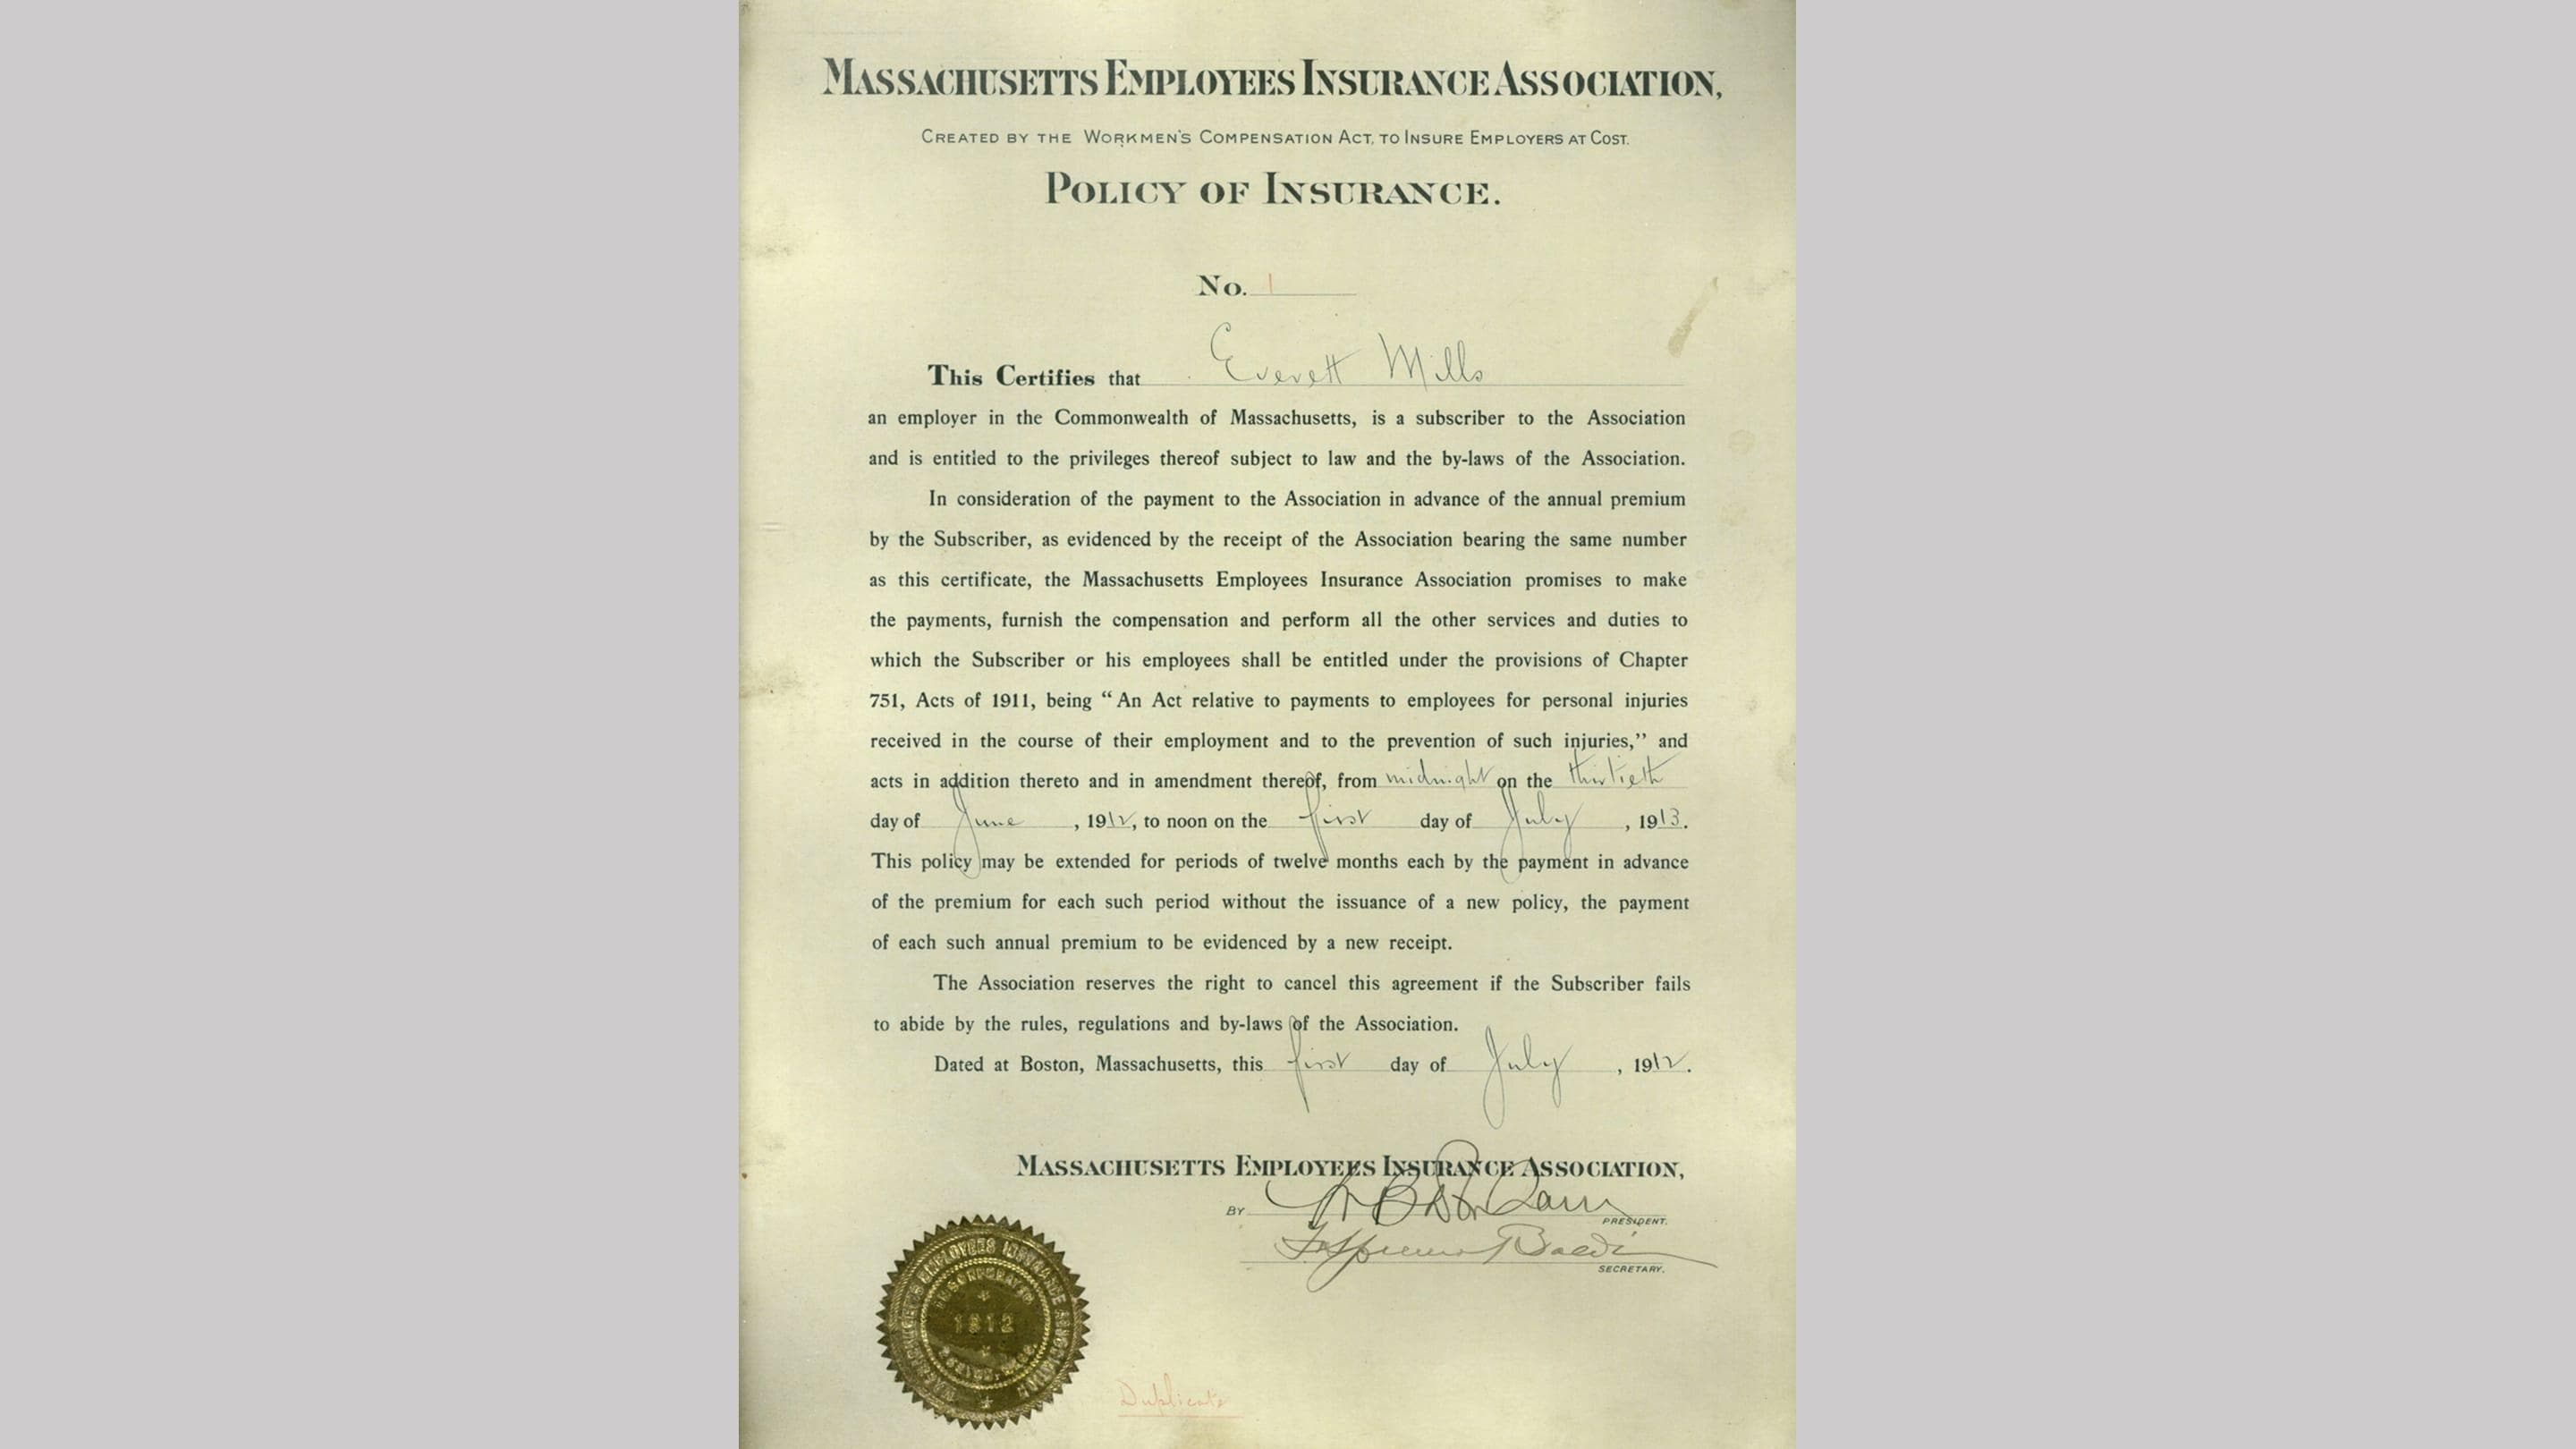 MASSACHUSETTS EMPLOYEES INSURANCE ASSOCIATION,
CREATED BY THE WORKMEN'S COMPENSATION ACT, TO INSURE EMPLOYERS AT COST.
POLICY OF INSURANCE.
No. 1
This Certifies that Everett Mills
an employer in the Commonwealth of Massachusetts, is a subscriber to the Association
and is entitled to the privileges thereof subject to law and the by-laws of the Association.
In consideration of the payment to the Association in advance of the annual premium
by the Subscriber, as evidenced by the receipt of the Association bearing the same number
as this certificate, the Massachusetts Employees Insurance Association promises to make
the payments, furnish the compensation and perform all the other services and duties to
which the Subscriber or his employees shall be entitled under the provisions of Chapter
751, Acts of 1911, being “An Act relative to payments to employees for personal injuries
received in the course of their employment and to the prevention of such injuries,” and
acts in addition thereto and in amendment thereof, from midnight on the thirtieth
day of June, 1912, to noon on the first day of July, 1913.
This policy may be extended for periods of twelve months each by the payment in advance
of the premium for each such period without the issuance of a new policy, the payment
of each such annual premium to be evidenced by a new receipt.
The Association reserves the right to cancel this agreement if the Subscriber fails
to abide by the rules, regulations and by-laws of the Association.
Dated at Boston, Massachusetts, this first day of July, 1912.
MASSACHUSETTS EMPLOYEES INSURANCE ASSOCIATION,
BY
PRESIDENT.
SECRETARY.
MASSACHUSETTS EMPLOYEES INSURANCE ASSOCIATION
INCORPORATED
1912
BOSTON, MASS.
Duplicate